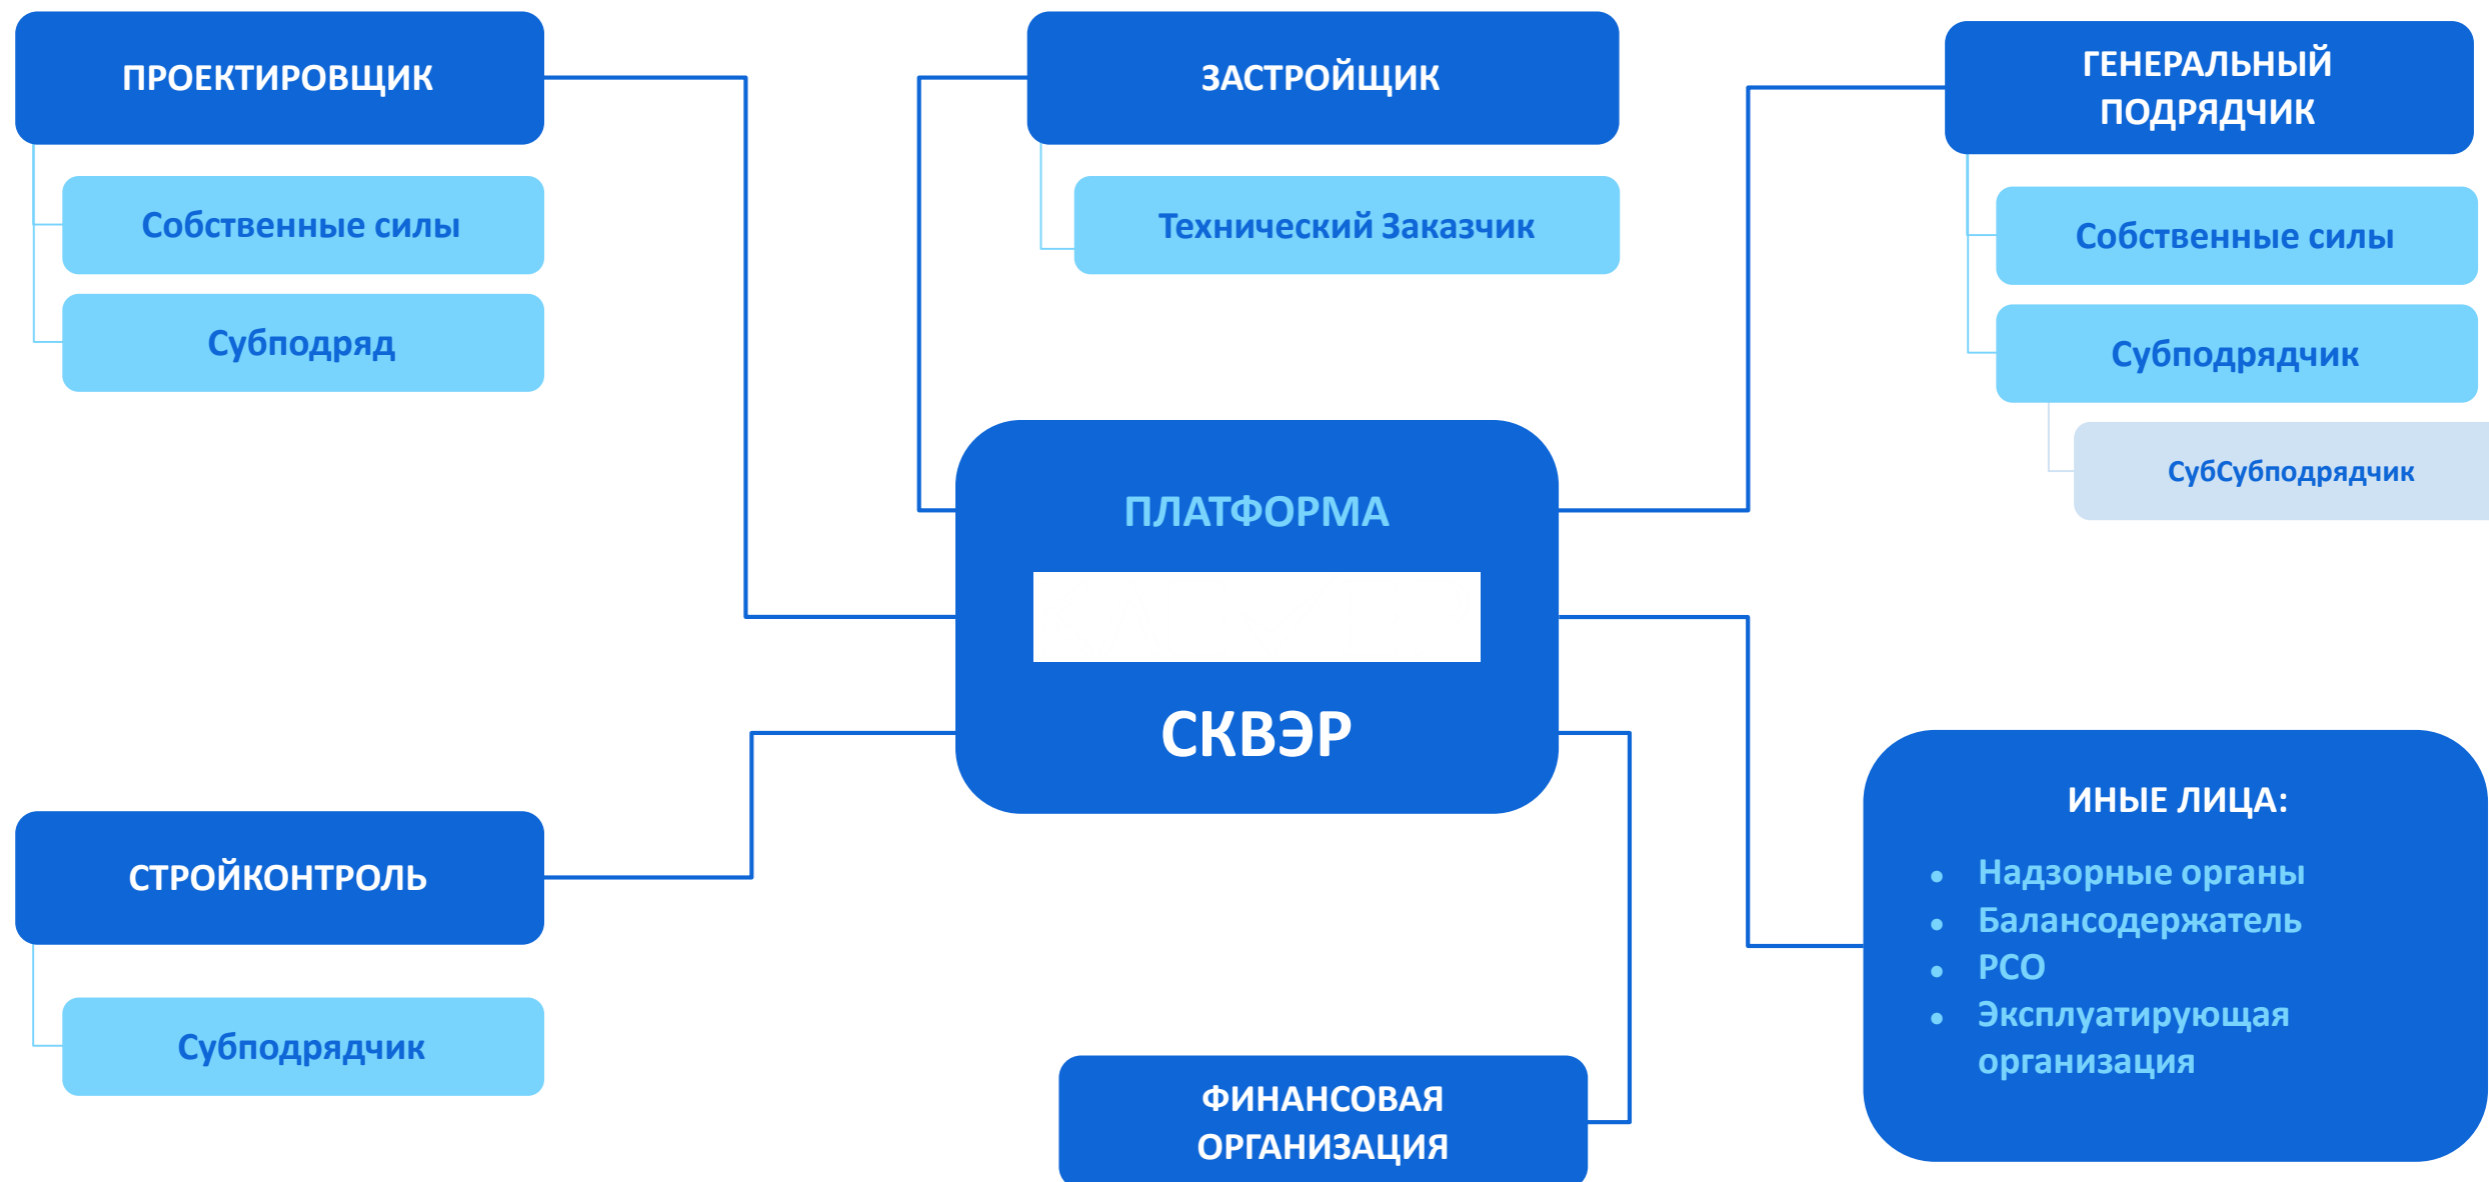 ПРОЕКТИРОВЩИК
Собственные силы
Субподряд
ЗАСТРОЙЩИК
Технический Заказчик
ГЕНЕРАЛЬНЫЙ
ПОДРЯДЧИК
Собственные силы
Субподрядчик
СубСубподрядчик
ПЛАТФОРМА
СКВЭР
СТРОЙКОНТРОЛЬ
Субподрядчик
ФИНАНСОВАЯ
ОРГАНИЗАЦИЯ
ИНЫЕ ЛИЦА:
• Надзорные органы
• Балансодержатель
• РСО
• Эксплуатирующая
организация